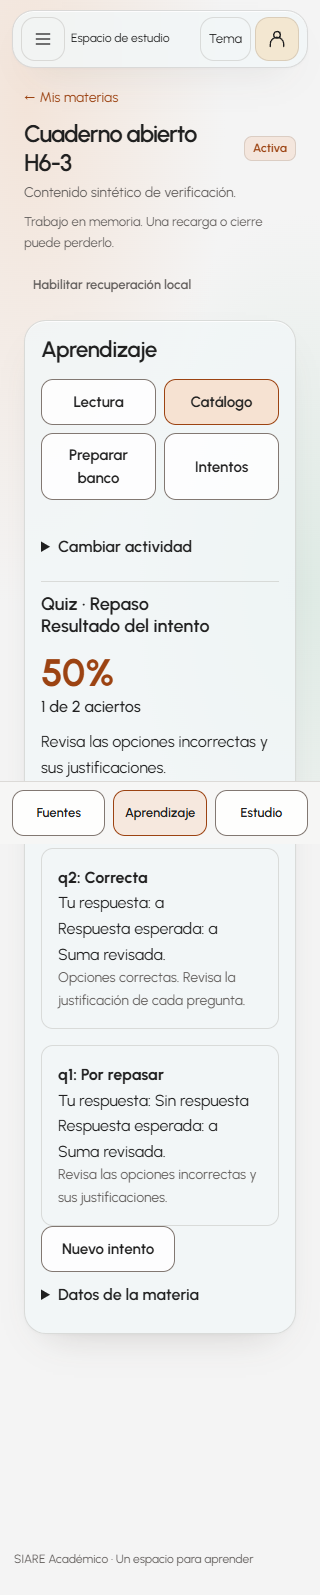 Espacio de estudio
Tema
← Mis materias
Cuaderno abierto
H6-3
Activa
Contenido sintético de verificación.
Trabajo en memoria. Una recarga o cierre
puede perderlo.
Habilitar recuperación local
Aprendizaje
Lectura
Catálogo
Preparar
banco
Intentos
Cambiar actividad
Quiz · Repaso
Resultado del intento
50%
1 de 2 aciertos
Revisa las opciones incorrectas y
sus justificaciones.
Fuentes
Aprendizaje
Estudio
q2: Correcta
Tu respuesta: a
Respuesta esperada: a
Suma revisada.
Opciones correctas. Revisa la
justificación de cada pregunta.
q1: Por repasar
Tu respuesta: Sin respuesta
Respuesta esperada: a
Suma revisada.
Revisa las opciones incorrectas y
sus justificaciones.
Nuevo intento
Datos de la materia
SIARE Académico · Un espacio para aprender